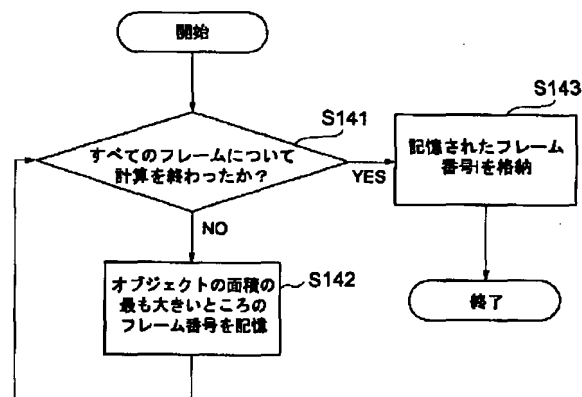 開始
S141
すべてのフレームについて
計算を終わったか？
YES
NO
S142
オブジェクトの面積の
最も大きいところの
フレーム番号を記憶
S143
記憶されたフレーム
番号iを格納
終了